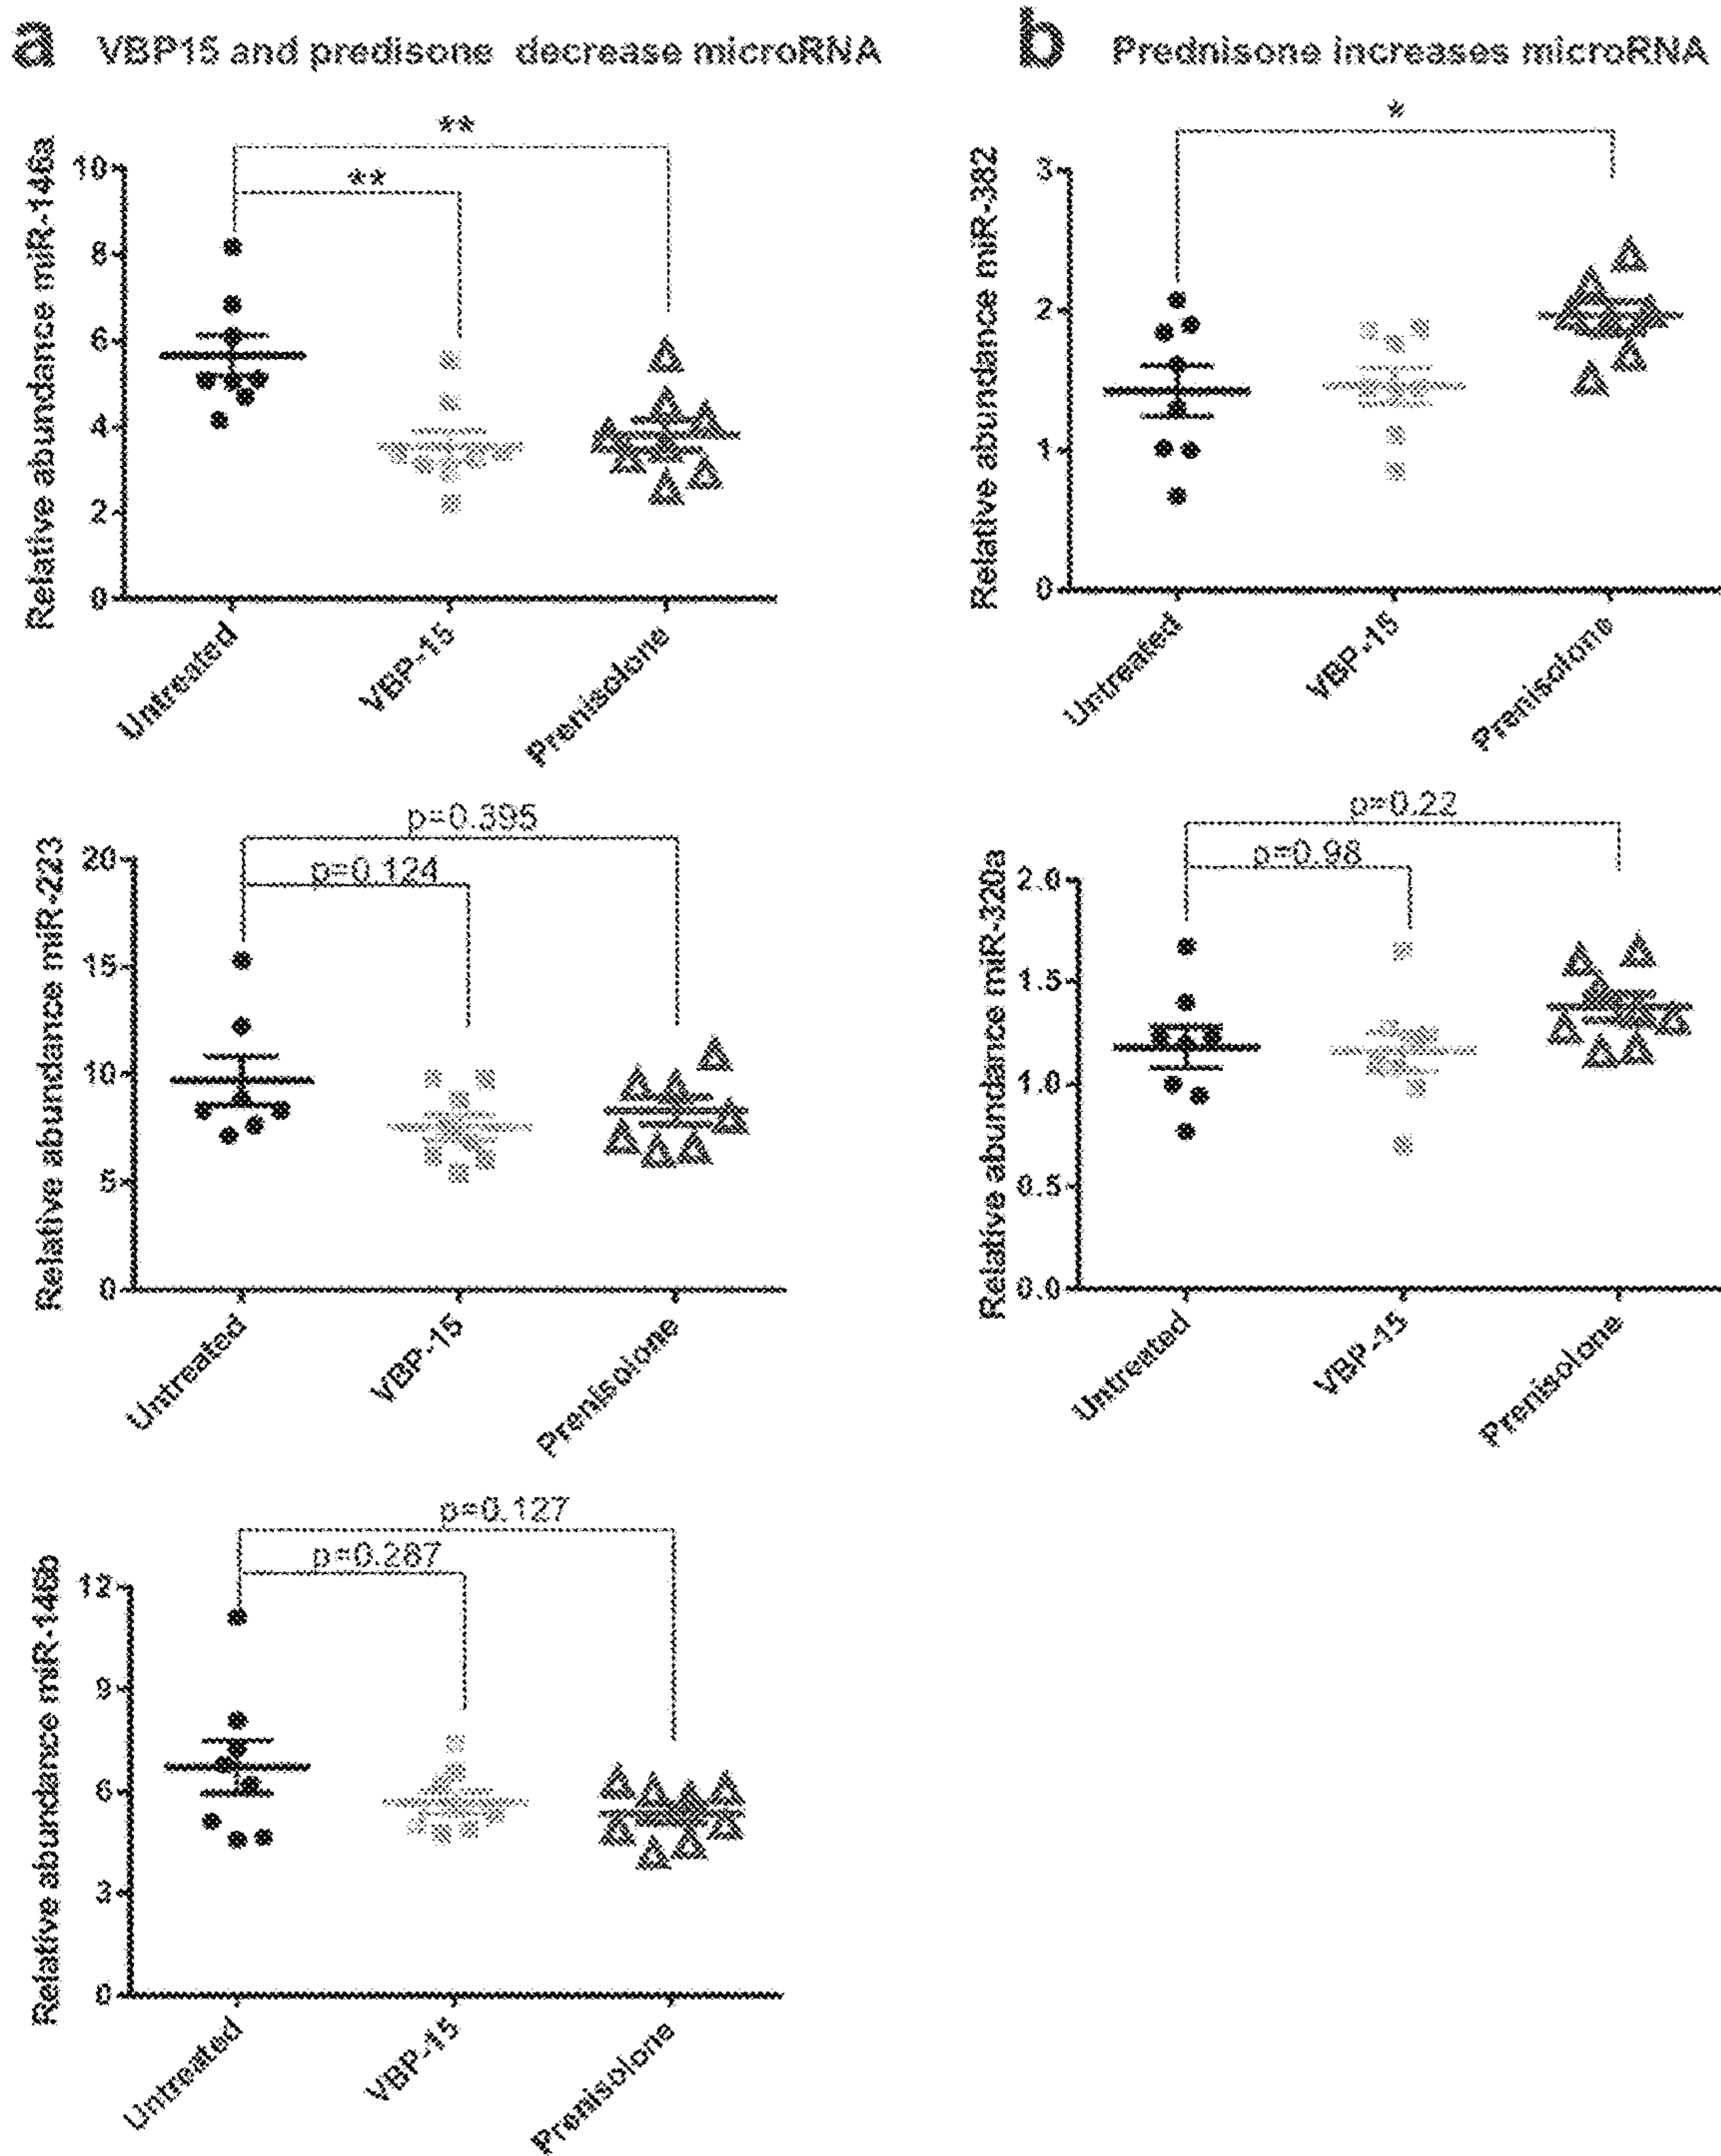 a VBP15 and predisone decrease microRNA
**
**
Relative abundance miR-146a
10
8
6
4
2
0
Untreated
VBP-15
Prenisolone
p=0.395
p=0.124
Relative abundance miR-223
20
15
10
5
0
Untreated
VBP-15
Prenisolone
p=0.127
p=0.287
Relative abundance miR-146b
12
9
6
3
0
Untreated
VBP-15
Prenisolone
b Prednisone increases microRNA
*
Relative abundance miR-382
3
2
1
0
Untreated
VBP-15
Prenisolone
p=0.22
p=0.98
Relative abundance miR-320a
2.0
1.5
1.0
0.5
0.0
Untreated
VBP-15
Prenisolone